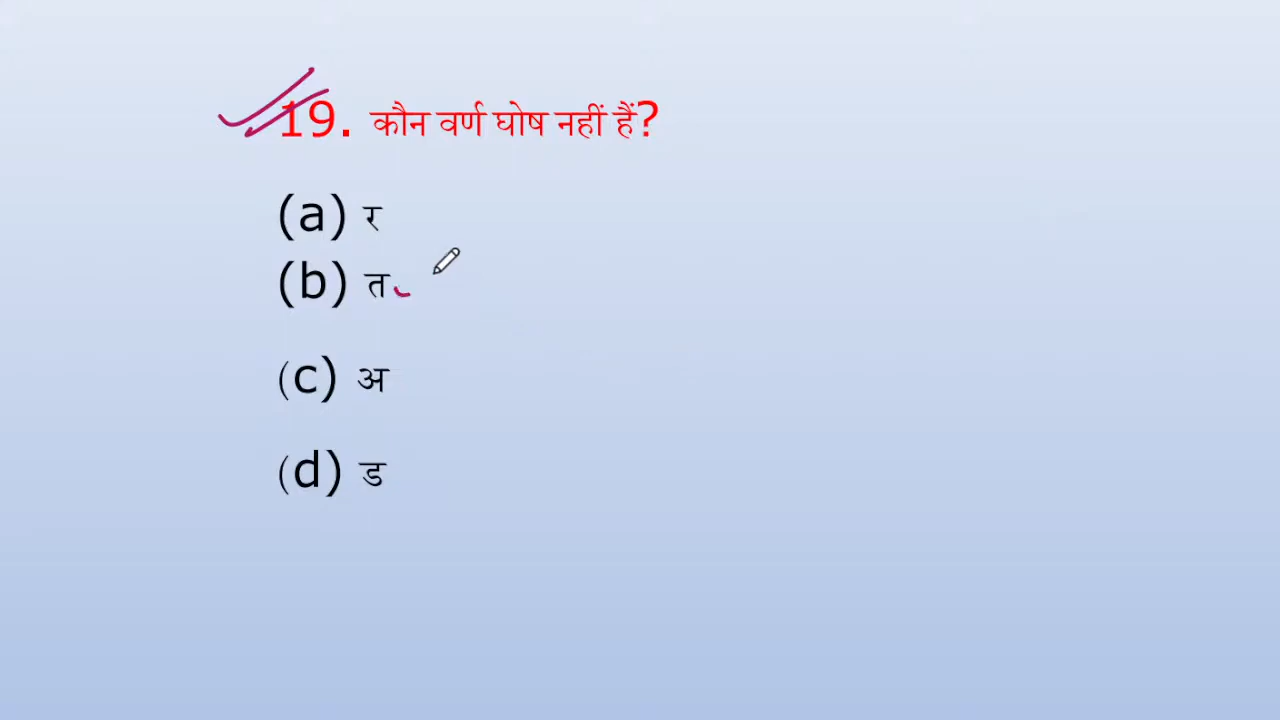 19. कौन वर्ण घोष नहीं हैं?
(a) र
(b) त
(c) अ
(d) ड